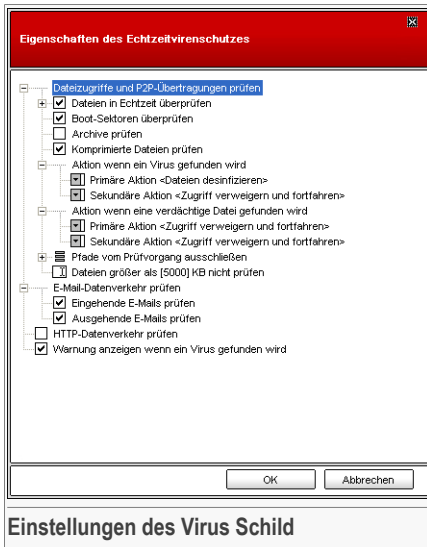 Eigenschaften des Echtzeitvirenschutzes
Dateizugriffe und P2P-Übertragungen prüfen
Dateien in Echtzeit überprüfen
Boot-Sektoren überprüfen
Archive prüfen
Komprimierte Dateien prüfen
Aktion wenn ein Virus gefunden wird
Primäre Aktion <Dateien desinfizieren>
Sekundäre Aktion <Zugriff verweigern und fortfahren>
Aktion wenn eine verdächtige Datei gefunden wird
Primäre Aktion <Zugriff verweigern und fortfahren>
Sekundäre Aktion <Zugriff verweigern und fortfahren>
Pfade vom Prüfvorgang ausschließen
Dateien größer als [5000] KB nicht prüfen
E-Mail-Datenverkehr prüfen
Eingehende E-Mails prüfen
Ausgehende E-Mails prüfen
HTTP-Datenverkehr prüfen
Warnung anzeigen wenn ein Virus gefunden wird
OK Abbrechen
Einstellungen des Virus Schild